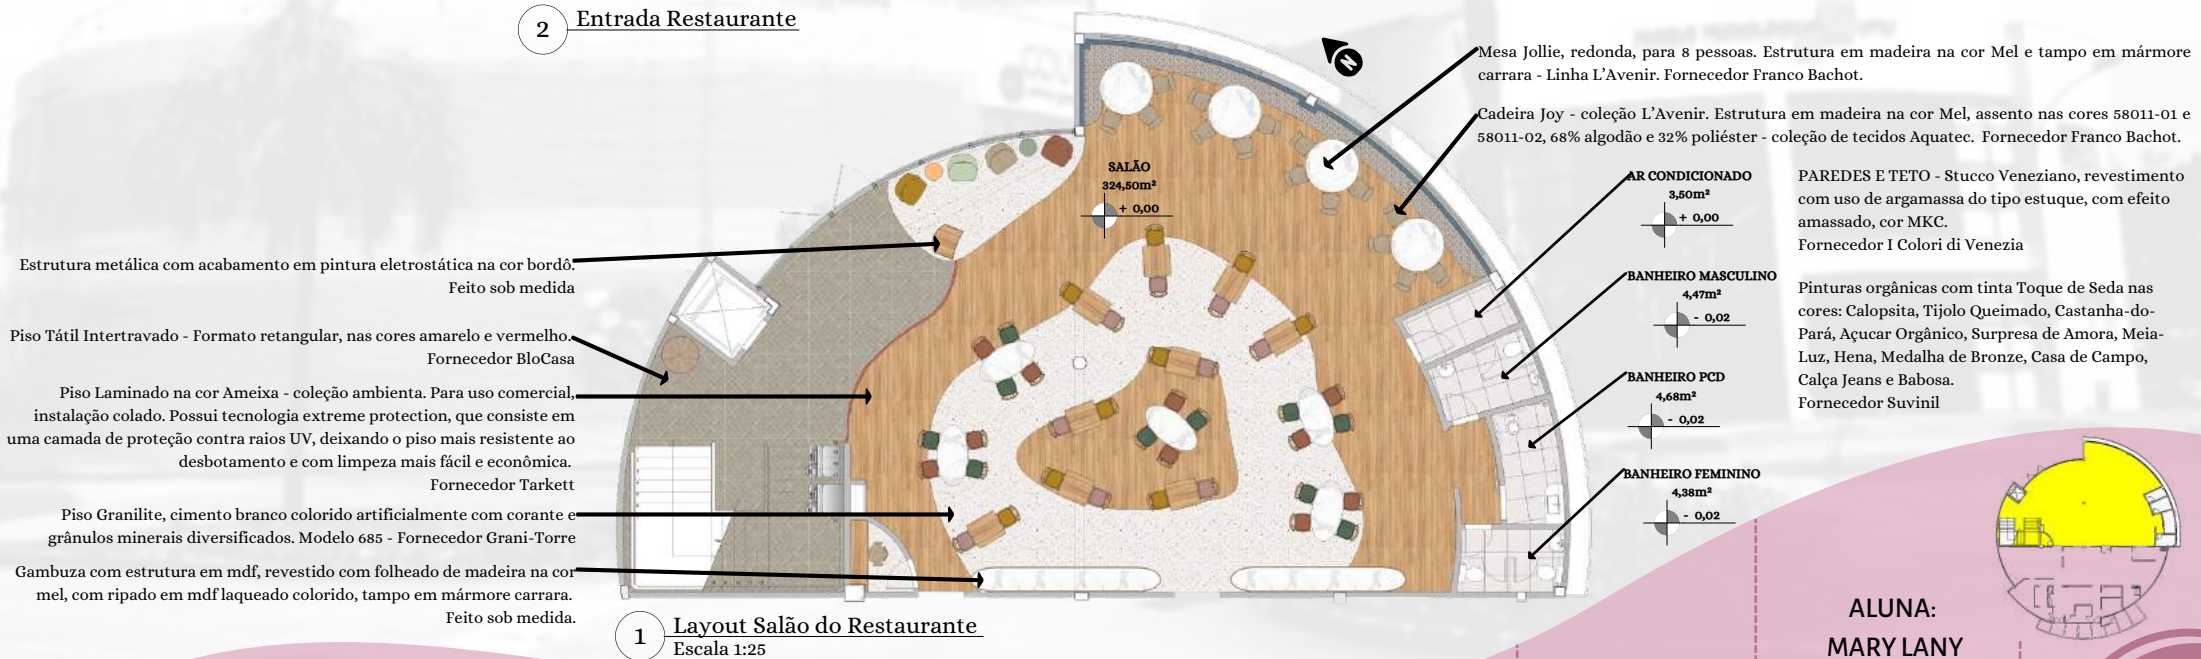 2 Entrada Restaurante
N
Mesa Jollie, redonda, para 8 pessoas. Estrutura em madeira na cor Mel e tampo em mármore
carrara - Linha L’Avenir. Fornecedor Franco Bachot.
Cadeira Joy - coleção L’Avenir. Estrutura em madeira na cor Mel, assento nas cores 58011-01 e
58011-02, 68% algodão e 32% poliéster - coleção de tecidos Aquatec. Fornecedor Franco Bachot.
SALÃO
324,50m²
+ 0,00
AR CONDICIONADO
3,50m²
+ 0,00
BANHEIRO MASCULINO
4,47m²
- 0,02
BANHEIRO PCD
4,68m²
- 0,02
BANHEIRO FEMININO
4,38m²
- 0,02
PAREDES E TETO - Stucco Veneziano, revestimento
com uso de argamassa do tipo estuque, com efeito
amassado, cor MKC.
Fornecedor I Colori di Venezia
Pinturas orgânicas com tinta Toque de Seda nas
cores: Calopsita, Tijolo Queimado, Castanha-do-
Pará, Açucar Orgânico, Surpresa de Amora, Meia-
Luz, Hena, Medalha de Bronze, Casa de Campo,
Calça Jeans e Babosa.
Fornecedor Suvinil
Estrutura metálica com acabamento em pintura eletrostática na cor bordô.
Feito sob medida
Piso Tátil Intertravado - Formato retangular, nas cores amarelo e vermelho.
Fornecedor BloCasa
Piso Laminado na cor Ameixa - coleção ambienta. Para uso comercial,
instalação colado. Possui tecnologia extreme protection, que consiste em
uma camada de proteção contra raios UV, deixando o piso mais resistente ao
desbotamento e com limpeza mais fácil e econômica.
Fornecedor Tarkett
Piso Granilite, cimento branco colorido artificialmente com corante e
grânulos minerais diversificados. Modelo 685 - Fornecedor Grani-Torre
Gambuza com estrutura em mdf, revestido com folheado de madeira na cor
mel, com ripado em mdf laqueado colorido, tampo em mármore carrara.
Feito sob medida.
1 Layout Salão do Restaurante
Escala 1:25
ALUNA:
MARY LANY